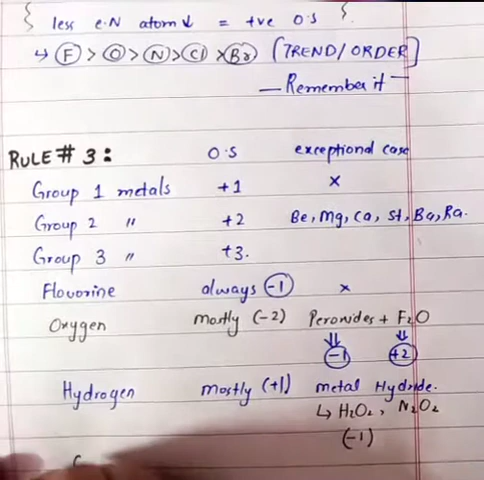 { less e.N atom ↓ = +ve O.S }
↳ F > O > N > Cl > Br [TREND/ORDER]
— Remember it —
RULE # 3 : O.S exceptional case
Group 1 metals +1 ×
Group 2 " +2 Be, Mg, Ca, St, Ba, Ra.
Group 3 " +3.
Flouorine always -1 ×
Oxygen mostly (-2) Peroxides + F₂O
⇓ ⇓
-1 +2
Hydrogen mostly (+1) metal Hydride.
↳ H₂O₂, N₂O₂
(-1)